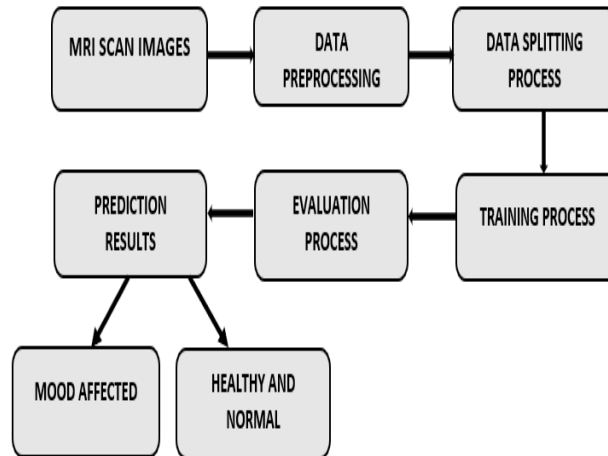 MRI SCAN IMAGES
DATA
PREPROCESSING
DATA SPLITTING
PROCESS
TRAINING PROCESS
EVALUATION
PROCESS
PREDICTION
RESULTS
MOOD AFFECTED
HEALTHY AND
NORMAL